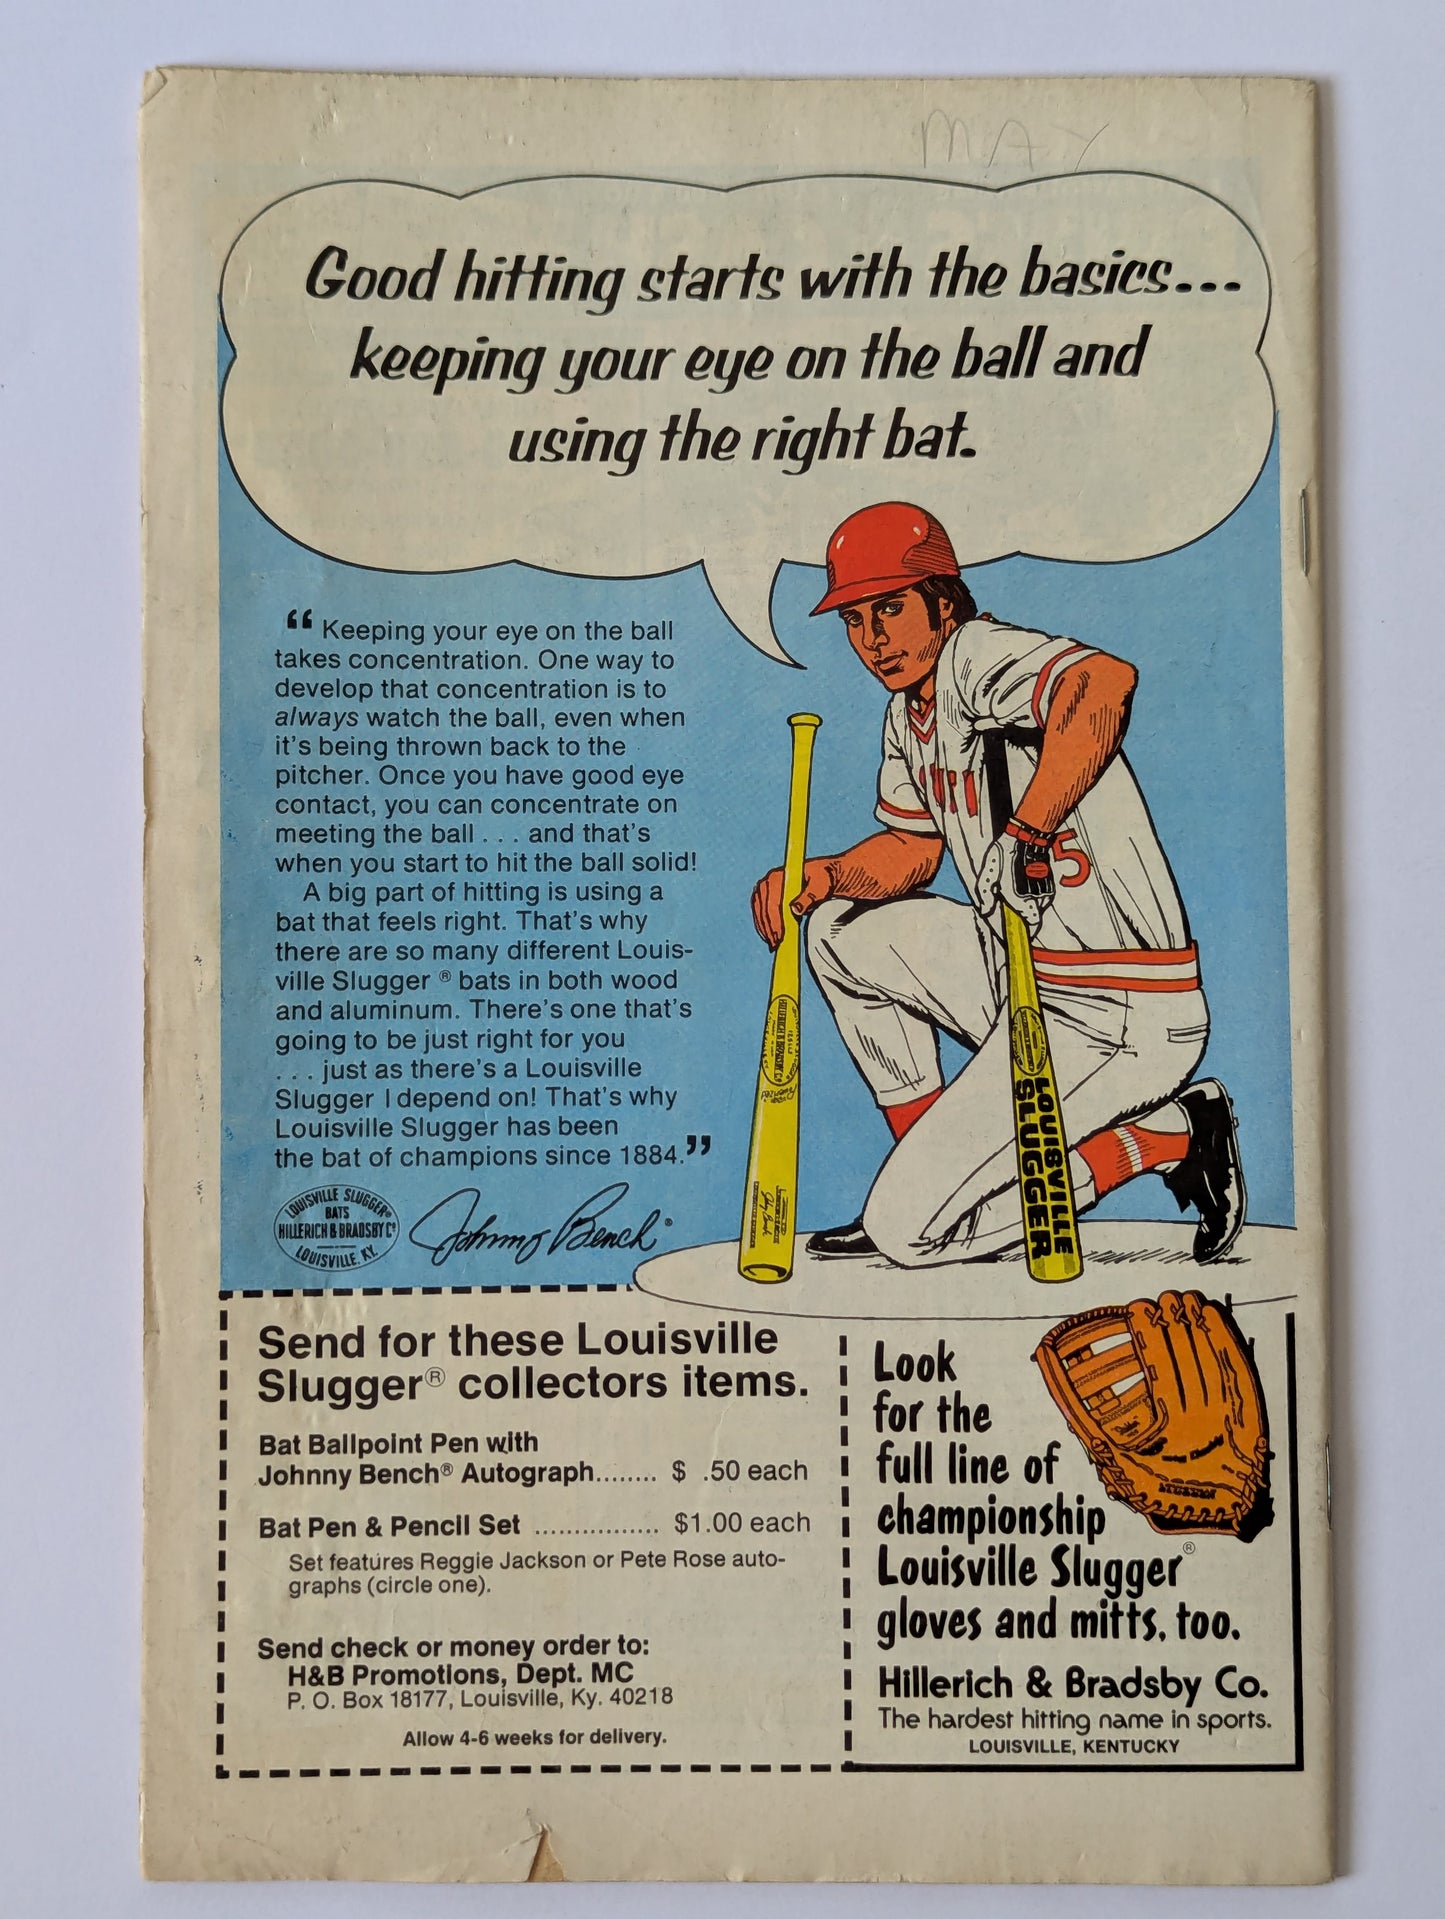 MAY
Good hitting starts with the basics...
keeping your eye on the ball and
using the right bat.
“Keeping your eye on the ball
takes concentration. One way to
develop that concentration is to
always watch the ball, even when
it's being thrown back to the
pitcher. Once you have good eye
contact, you can concentrate on
meeting the ball . . . and that's
when you start to hit the ball solid!
A big part of hitting is using a
bat that feels right. That's why
there are so many different Louis-
ville Slugger ® bats in both wood
and aluminum. There's one that's
going to be just right for you
. . . just as there's a Louisville
Slugger I depend on! That's why
Louisville Slugger has been
the bat of champions since 1884.”
LOUISVILLE SLUGGER®
BATS
HILLERICH & BRADSBY Cº
LOUISVILLE, KY.
Johnny Bench®
5
HILLERICH & BRADSBY Cº
LOUISVILLE
SLUGGER
Send for these Louisville
Slugger® collectors items.
Bat Ballpoint Pen with
Johnny Bench® Autograph........ $ .50 each
Bat Pen & Pencil Set ................ $1.00 each
Set features Reggie Jackson or Pete Rose auto-
graphs (circle one).
Send check or money order to:
H&B Promotions, Dept. MC
P. O. Box 18177, Louisville, Ky. 40218
Allow 4-6 weeks for delivery.
Look
for the
full line of
championship
Louisville Slugger®
gloves and mitts, too.
Hillerich & Bradsby Co.
The hardest hitting name in sports.
LOUISVILLE, KENTUCKY